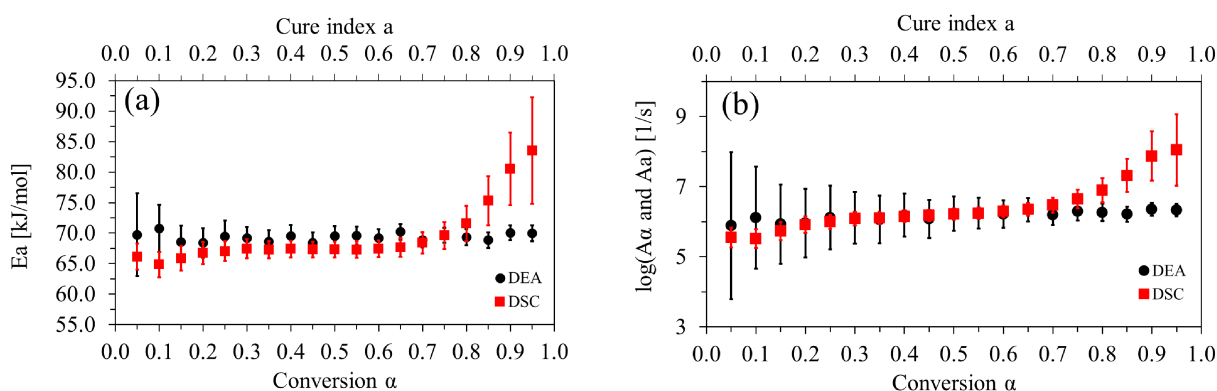 Cure index a
0.0 0.1 0.2 0.3 0.4 0.5 0.6 0.7 0.8 0.9 1.0
95.0
90.0
85.0
80.0
75.0
70.0
65.0
60.0
55.0
Ea [kJ/mol]
(a)
DEA
DSC
0.0 0.1 0.2 0.3 0.4 0.5 0.6 0.7 0.8 0.9 1.0
Conversion α
Cure index a
0.0 0.1 0.2 0.3 0.4 0.5 0.6 0.7 0.8 0.9 1.0
9
7
5
3
log(Aα and Aa) [1/s]
(b)
DEA
DSC
0.0 0.1 0.2 0.3 0.4 0.5 0.6 0.7 0.8 0.9 1.0
Conversion α